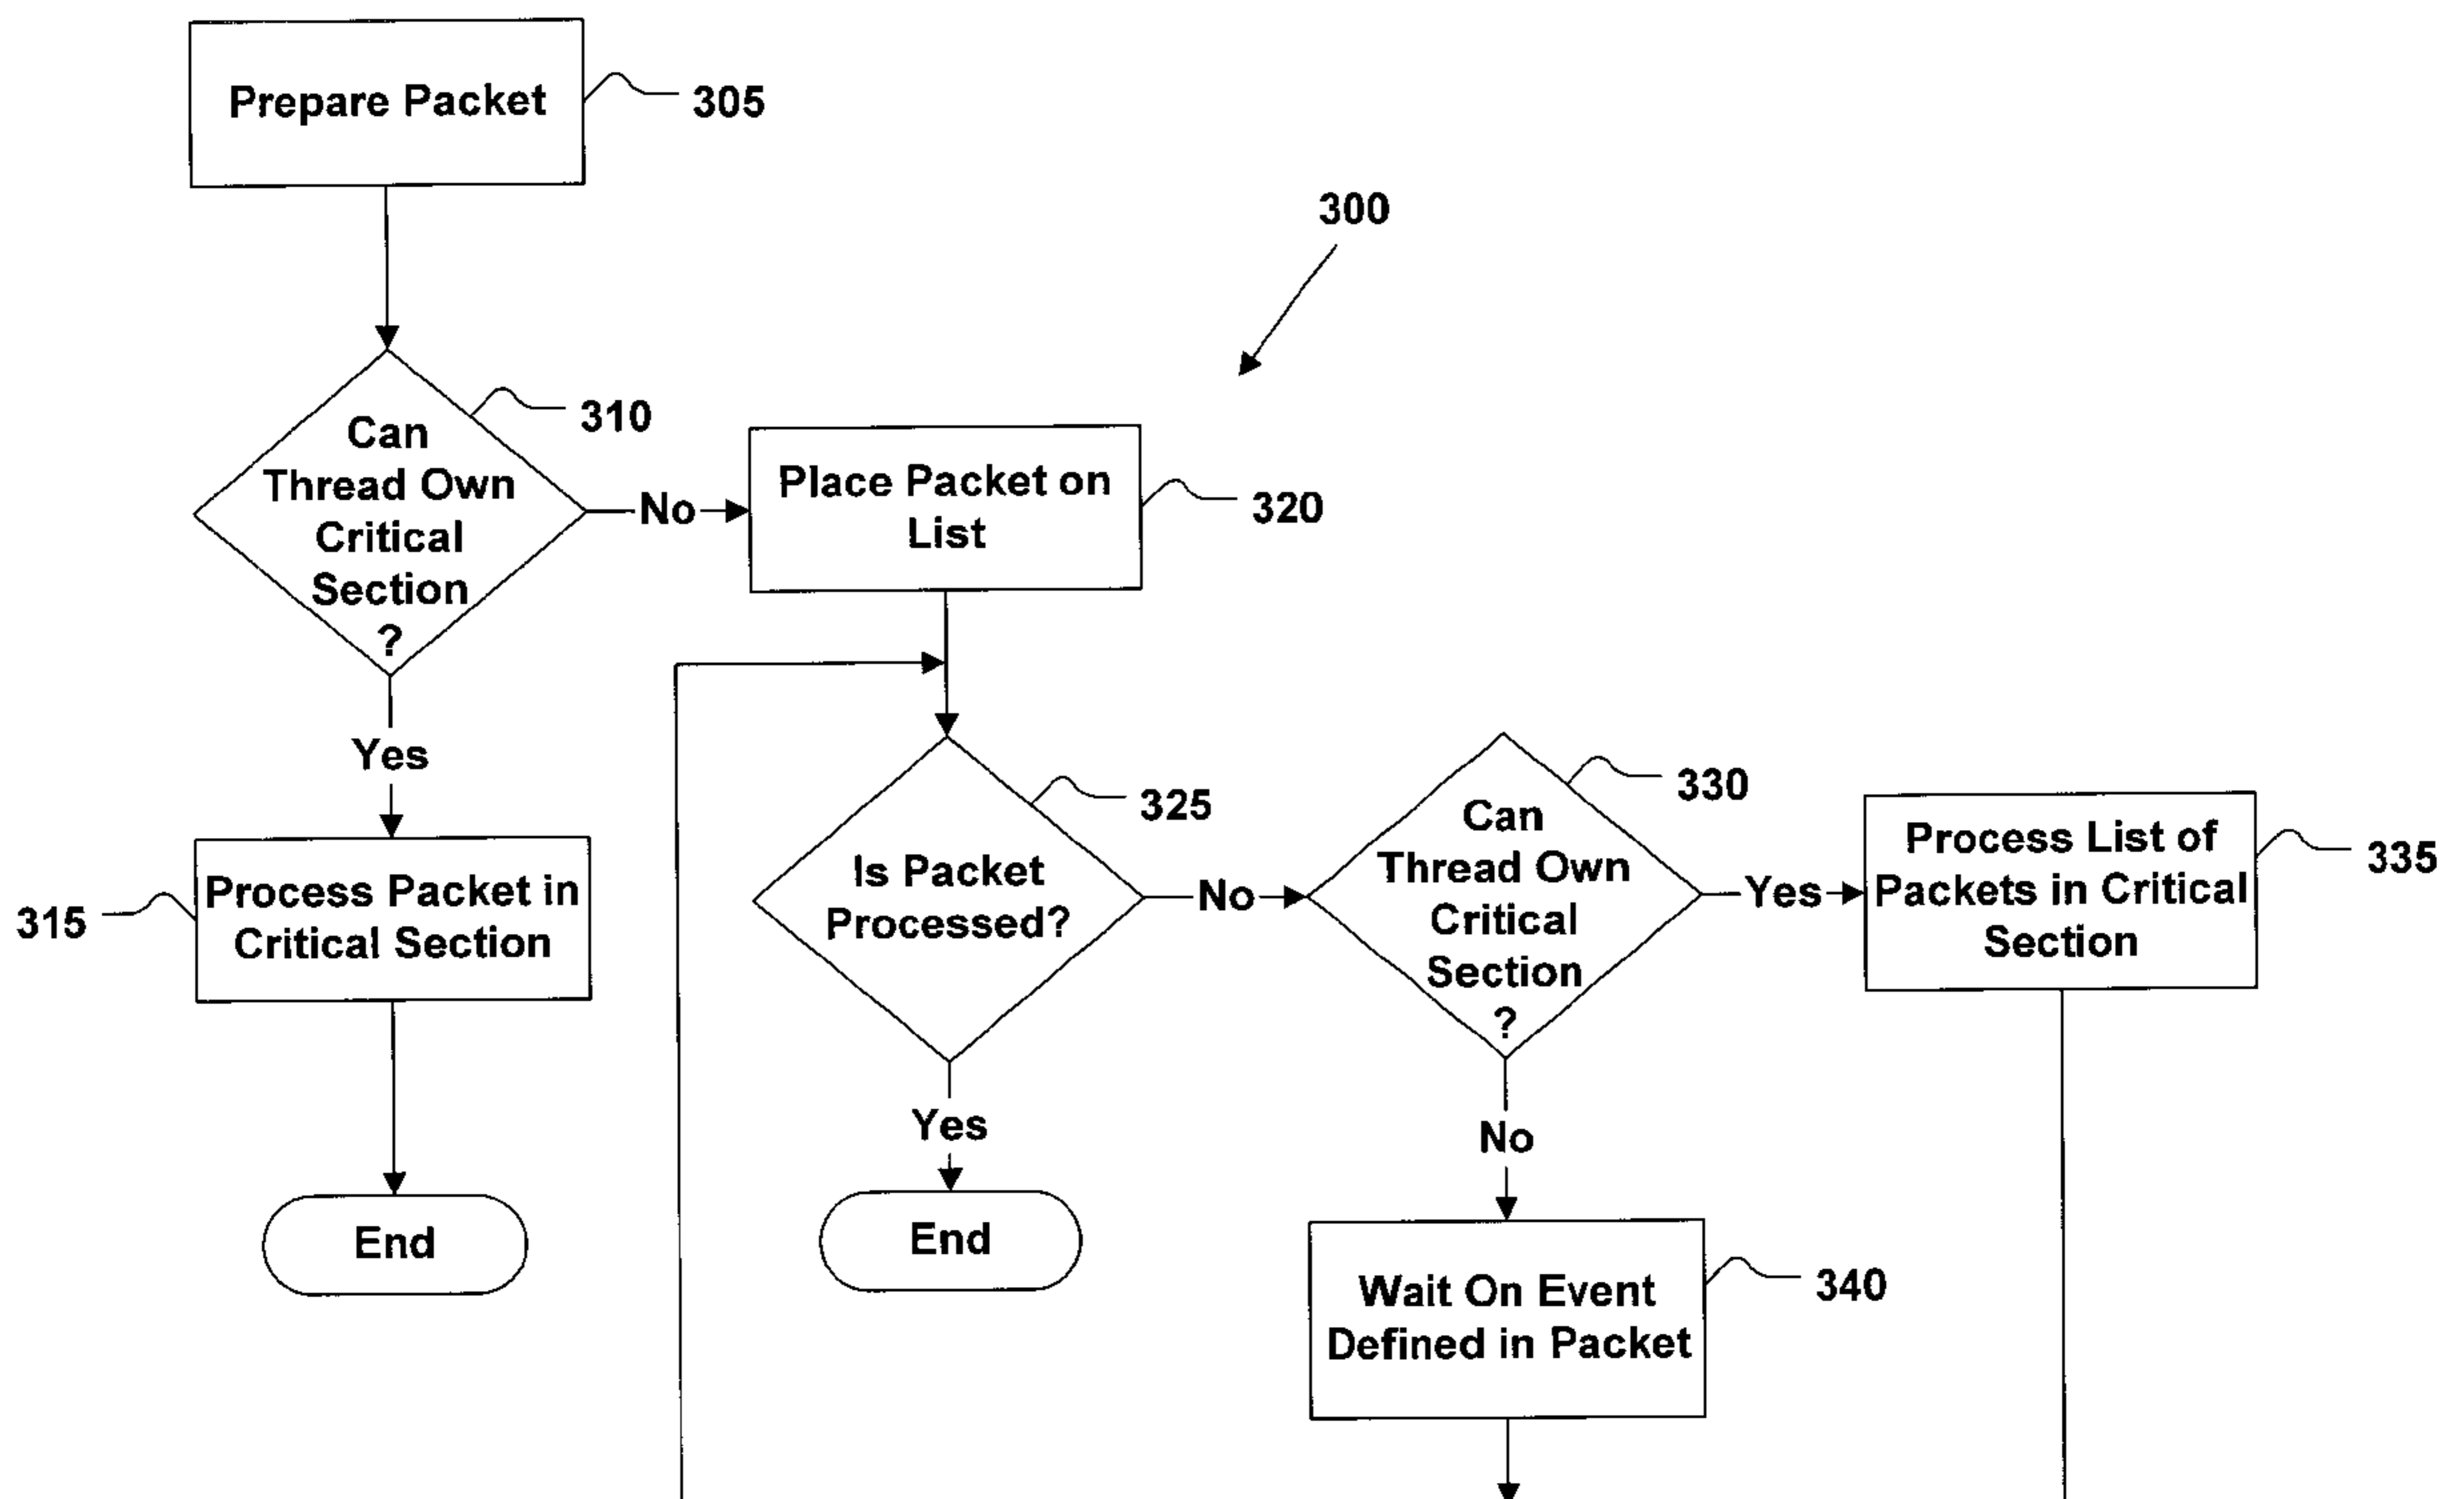 Prepare Packet
305
300
310
Can
Thread Own
Critical
Section
?
No
Place Packet on
List
320
Yes
325
Is Packet
Processed?
No
330
Can
Thread Own
Critical
Section
?
Yes
Process List of
Packets in Critical
Section
335
315
Process Packet in
Critical Section
Yes
No
End
End
Wait On Event
Defined in Packet
340